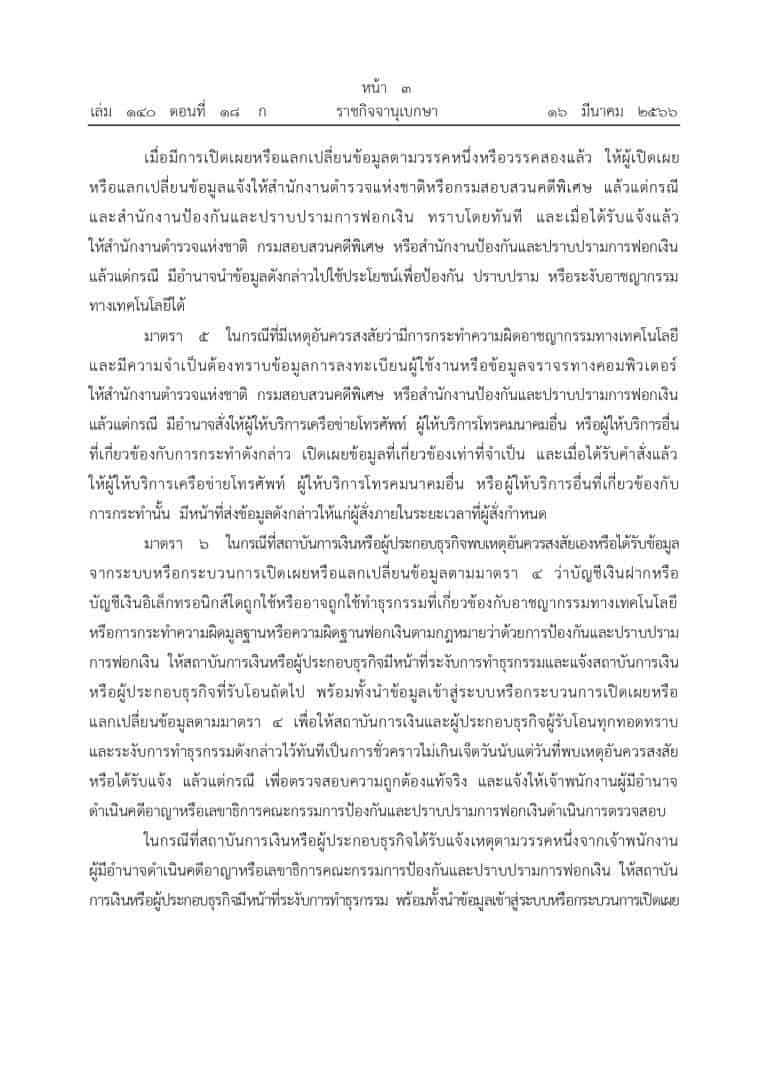 หน้า ๓
เล่ม ๑๔๐ ตอนที่ ๑๘ ก ราชกิจจานุเบกษา ๑๖ มีนาคม ๒๕๖๖
เมื่อมีการเปิดเผยหรือแลกเปลี่ยนข้อมูลตามวรรคหนึ่งหรือวรรคสองแล้ว ให้ผู้เปิดเผย
หรือแลกเปลี่ยนข้อมูลแจ้งให้สำนักงานตำรวจแห่งชาติหรือกรมสอบสวนคดีพิเศษ แล้วแต่กรณี
และสำนักงานป้องกันและปราบปรามการฟอกเงิน ทราบโดยทันที และเมื่อได้รับแจ้งแล้ว
ให้สำนักงานตำรวจแห่งชาติ กรมสอบสวนคดีพิเศษ หรือสำนักงานป้องกันและปราบปรามการฟอกเงิน
แล้วแต่กรณี มีอำนาจนำข้อมูลดังกล่าวไปใช้ประโยชน์เพื่อป้องกัน ปราบปราม หรือระงับอาชญากรรม
ทางเทคโนโลยีได้
มาตรา ๕ ในกรณีที่มีเหตุอันควรสงสัยว่ามีการกระทำความผิดอาชญากรรมทางเทคโนโลยี
และมีความจำเป็นต้องทราบข้อมูลการลงทะเบียนผู้ใช้งานหรือข้อมูลจราจรทางคอมพิวเตอร์
ให้สำนักงานตำรวจแห่งชาติ กรมสอบสวนคดีพิเศษ หรือสำนักงานป้องกันและปราบปรามการฟอกเงิน
แล้วแต่กรณี มีอำนาจสั่งให้ผู้ให้บริการเครือข่ายโทรศัพท์ ผู้ให้บริการโทรคมนาคมอื่น หรือผู้ให้บริการอื่น
ที่เกี่ยวข้องกับการกระทำดังกล่าว เปิดเผยข้อมูลที่เกี่ยวข้องเท่าที่จำเป็น และเมื่อได้รับคำสั่งแล้ว
ให้ผู้ให้บริการเครือข่ายโทรศัพท์ ผู้ให้บริการโทรคมนาคมอื่น หรือผู้ให้บริการอื่นที่เกี่ยวข้องกับ
การกระทำนั้น มีหน้าที่ส่งข้อมูลดังกล่าวให้แก่ผู้สั่งภายในระยะเวลาที่ผู้สั่งกำหนด
มาตรา ๖ ในกรณีที่สถาบันการเงินหรือผู้ประกอบธุรกิจพบเหตุอันควรสงสัยเองหรือได้รับข้อมูล
จากระบบหรือกระบวนการเปิดเผยหรือแลกเปลี่ยนข้อมูลตามมาตรา ๔ ว่าบัญชีเงินฝากหรือ
บัญชีเงินอิเล็กทรอนิกส์ใดถูกใช้หรืออาจถูกใช้ทำธุรกรรมที่เกี่ยวข้องกับอาชญากรรมทางเทคโนโลยี
หรือการกระทำความผิดมูลฐานหรือความผิดฐานฟอกเงินตามกฎหมายว่าด้วยการป้องกันและปราบปราม
การฟอกเงิน ให้สถาบันการเงินหรือผู้ประกอบธุรกิจมีหน้าที่ระงับการทำธุรกรรมและแจ้งสถาบันการเงิน
หรือผู้ประกอบธุรกิจที่รับโอนถัดไป พร้อมทั้งนำข้อมูลเข้าสู่ระบบหรือกระบวนการเปิดเผยหรือ
แลกเปลี่ยนข้อมูลตามมาตรา ๔ เพื่อให้สถาบันการเงินและผู้ประกอบธุรกิจผู้รับโอนทุกทอดทราบ
และระงับการทำธุรกรรมดังกล่าวไว้ทันทีเป็นการชั่วคราวไม่เกินเจ็ดวันนับแต่วันที่พบเหตุอันควรสงสัย
หรือได้รับแจ้ง แล้วแต่กรณี เพื่อตรวจสอบความถูกต้องแท้จริง และแจ้งให้เจ้าพนักงานผู้มีอำนาจ
ดำเนินคดีอาญาหรือเลขาธิการคณะกรรมการป้องกันและปราบปรามการฟอกเงินดำเนินการตรวจสอบ
ในกรณีที่สถาบันการเงินหรือผู้ประกอบธุรกิจได้รับแจ้งเหตุตามวรรคหนึ่งจากเจ้าพนักงาน
ผู้มีอำนาจดำเนินคดีอาญาหรือเลขาธิการคณะกรรมการป้องกันและปราบปรามการฟอกเงิน ให้สถาบัน
การเงินหรือผู้ประกอบธุรกิจมีหน้าที่ระงับการทำธุรกรรม พร้อมทั้งนำข้อมูลเข้าสู่ระบบหรือกระบวนการเปิดเผย